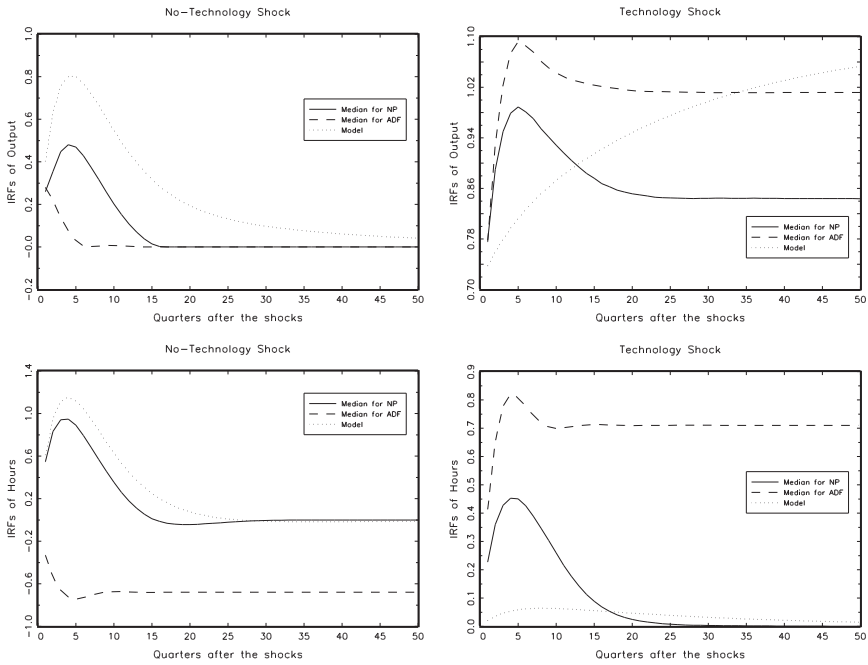 No-Technology Shock
IRFs of Output
1.0
0.8
0.6
0.4
0.2
-0.0
-0.2
Median for NP
Median for ADF
Model
0 5 10 15 20 25 30 35 40 45 50
Quarters after the shocks
Technology Shock
IRFs of Output
1.10
1.02
0.94
0.86
0.78
0.70
Median for NP
Median for ADF
Model
0 5 10 15 20 25 30 35 40 45 50
Quarters after the shocks
No-Technology Shock
IRFs of Hours
1.4
1.0
0.6
0.2
-0.2
-0.6
-1.0
Median for NP
Median for ADF
Model
0 5 10 15 20 25 30 35 40 45 50
Quarters after the shocks
Technology Shock
IRFs of Hours
0.9
0.8
0.7
0.6
0.5
0.4
0.3
0.2
0.1
0.0
Median for NP
Median for ADF
Model
0 5 10 15 20 25 30 35 40 45 50
Quarters after the shocks